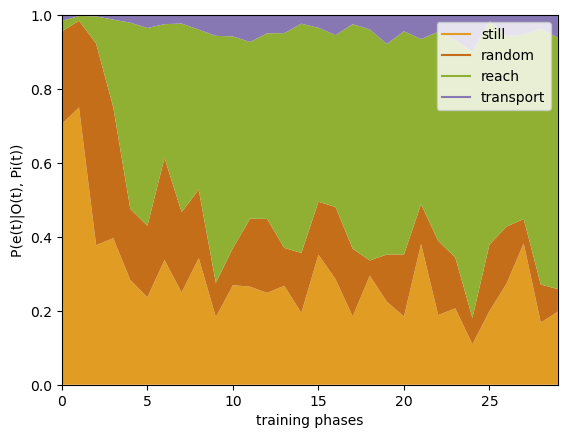 1.0
0.8
0.6
0.4
0.2
0.0
P(e(t)|O(t), Pi(t))
still
random
reach
transport
0 5 10 15 20 25
training phases